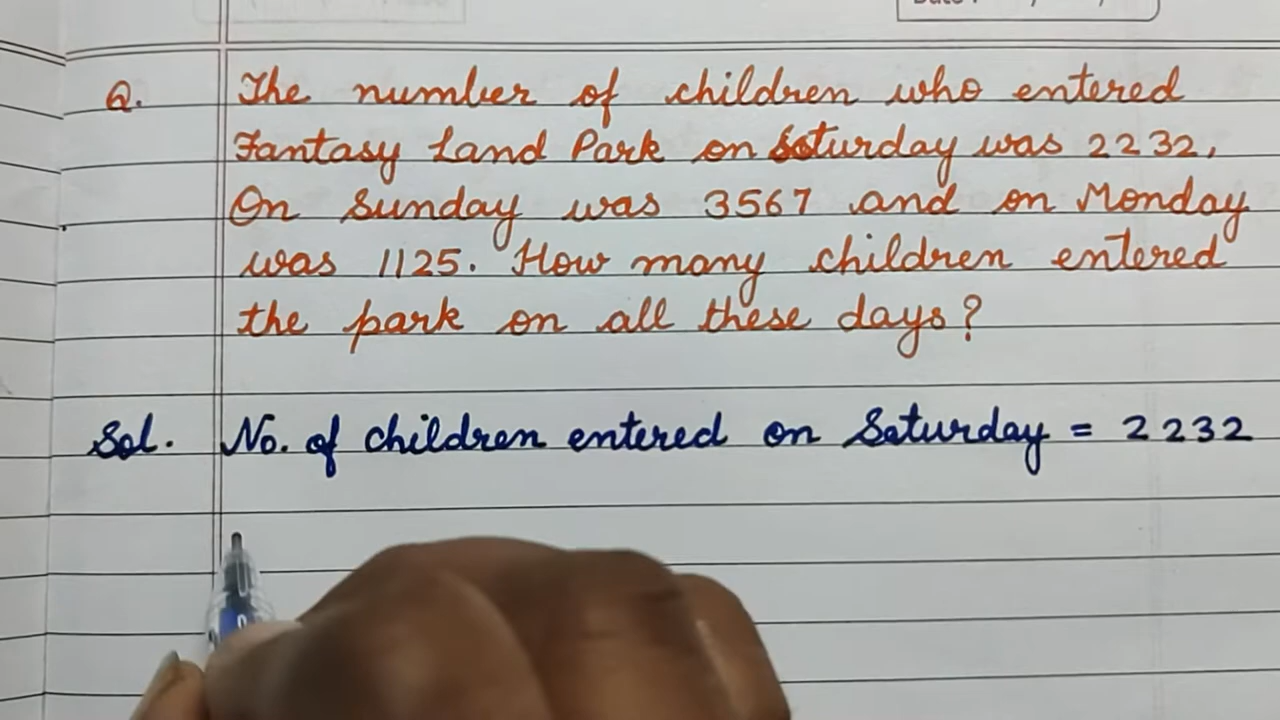 Q. The number of children who entered
Fantasy Land Park on Saturday was 2232,
On Sunday was 3567 and on Monday
was 1125. How many children entered
the park on all these days?
Sol. No. of children entered on Saturday = 2232